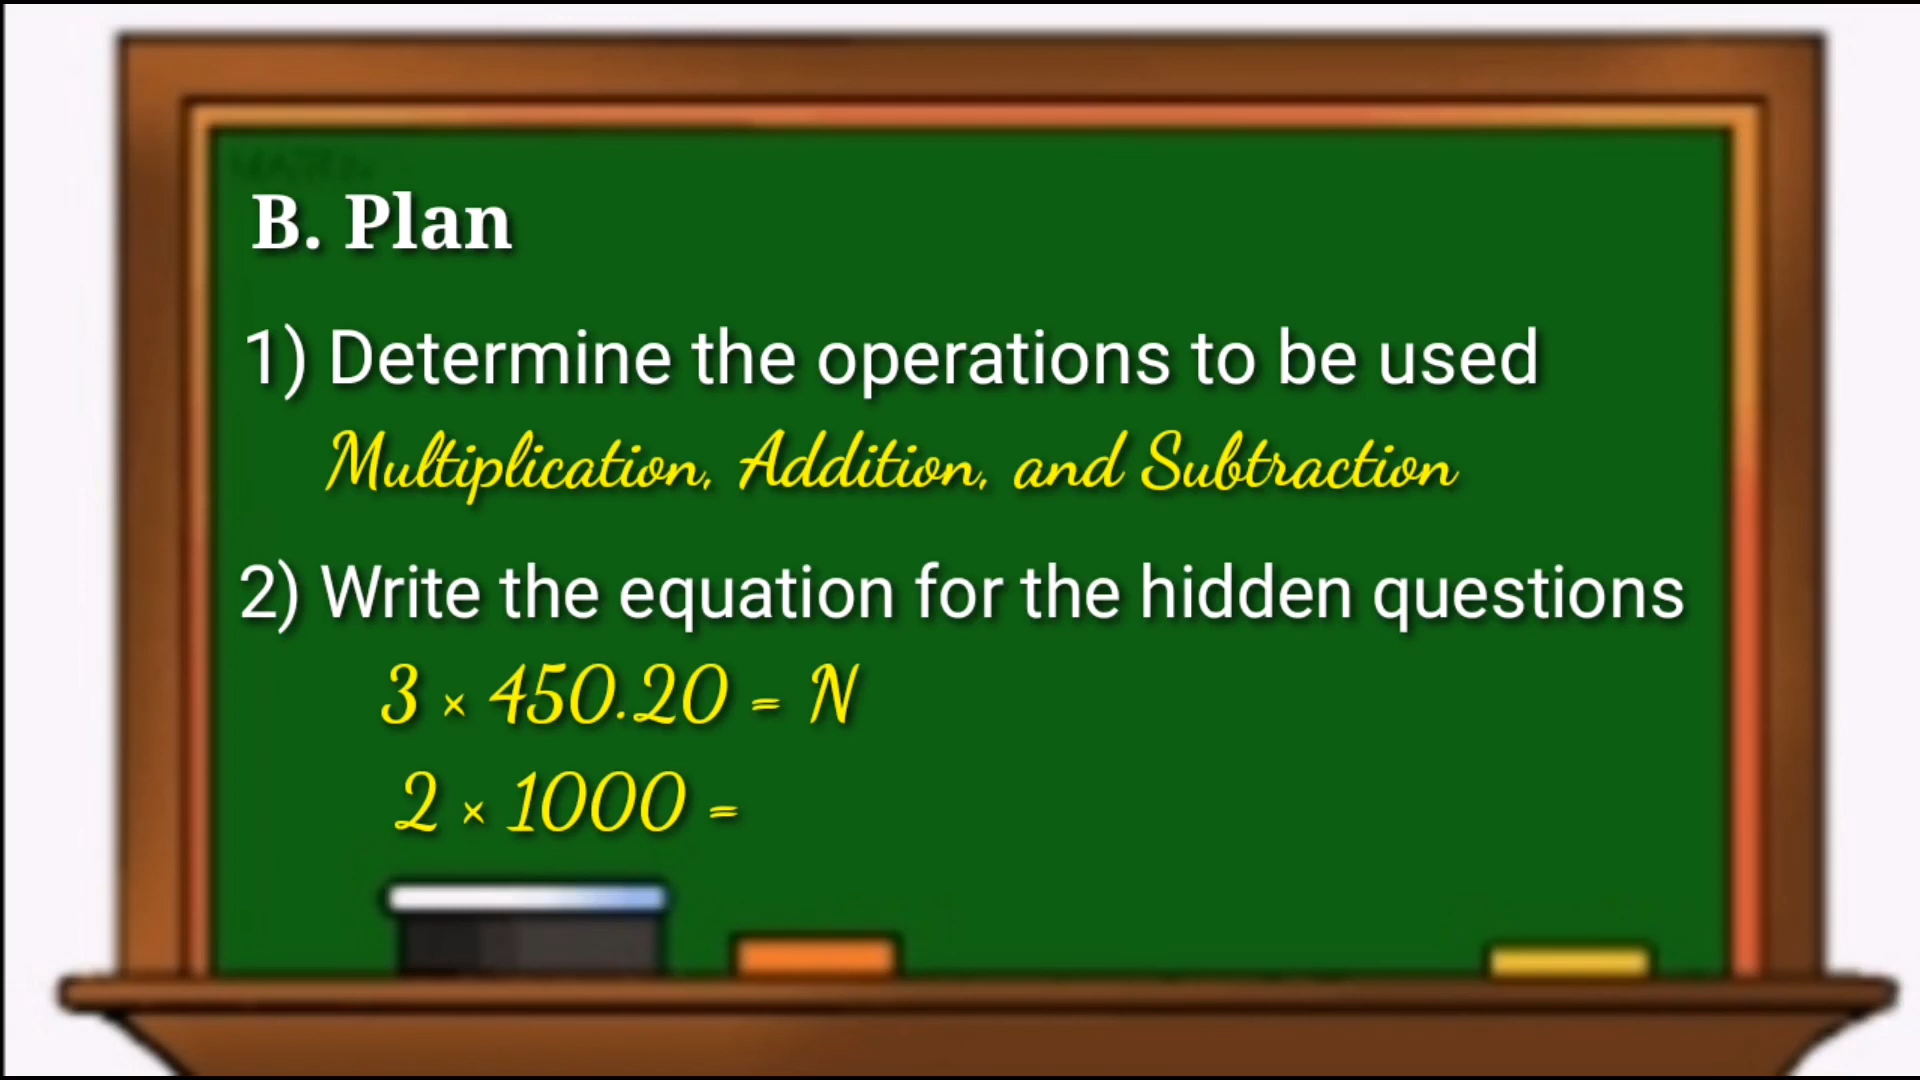 B. Plan
1) Determine the operations to be used
Multiplication, Addition, and Subtraction
2) Write the equation for the hidden questions
3 × 450.20 = N
2 × 1000 =